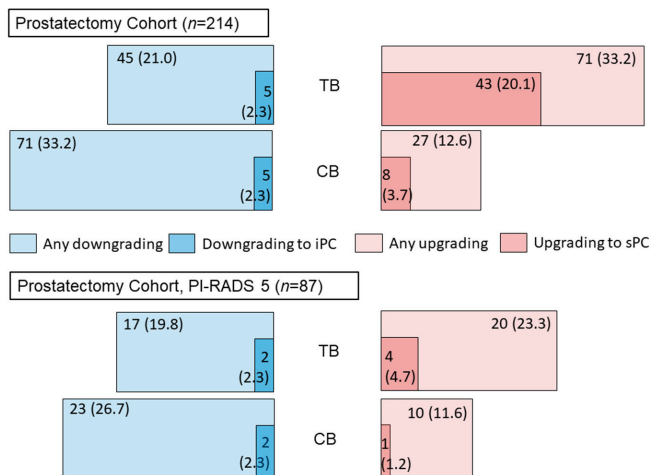 Prostatectomy Cohort (n=214)
45 (21.0)
5
(2.3)
TB
71 (33.2)
43 (20.1)
71 (33.2)
5
(2.3)
CB
27 (12.6)
8
(3.7)
Any downgrading
Downgrading to iPC
Any upgrading
Upgrading to sPC
Prostatectomy Cohort, PI-RADS 5 (n=87)
17 (19.8)
2
(2.3)
TB
20 (23.3)
4
(4.7)
23 (26.7)
2
(2.3)
CB
10 (11.6)
1
(1.2)